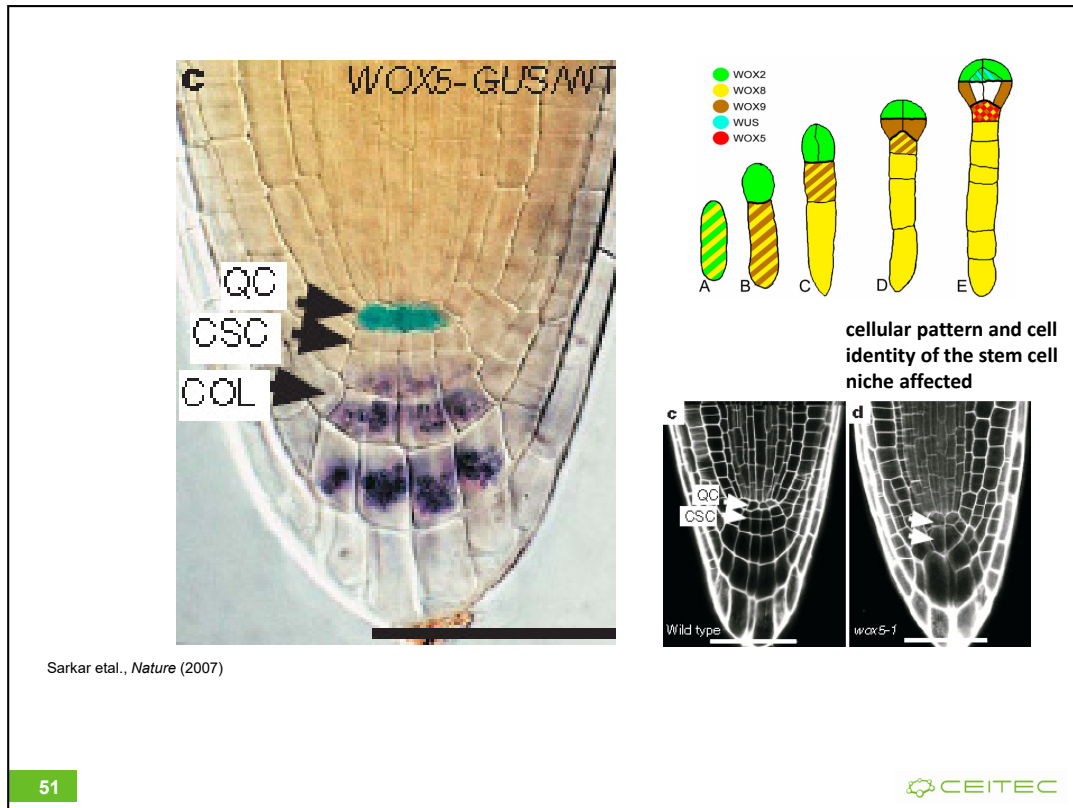 c
WOX5-GUS/WT
QC
CSC
COL
WOX2
WOX8
WOX9
WUS
WOX5
A
B
C
D
E
cellular pattern and cell
identity of the stem cell
niche affected
c
d
QC
CSC
Wild type
wox5-1
Sarkar etal., Nature (2007)
51
CEITEC